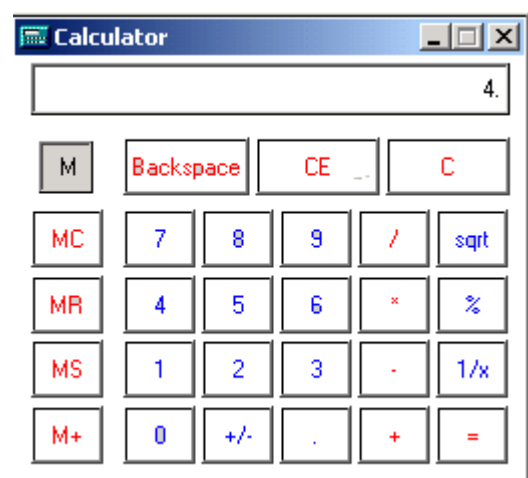 Calculator
4.
M Backspace CE C
MC 7 8 9 / sqrt
MR 4 5 6 * %
MS 1 2 3 - 1/x
M+ 0 +/- . + =